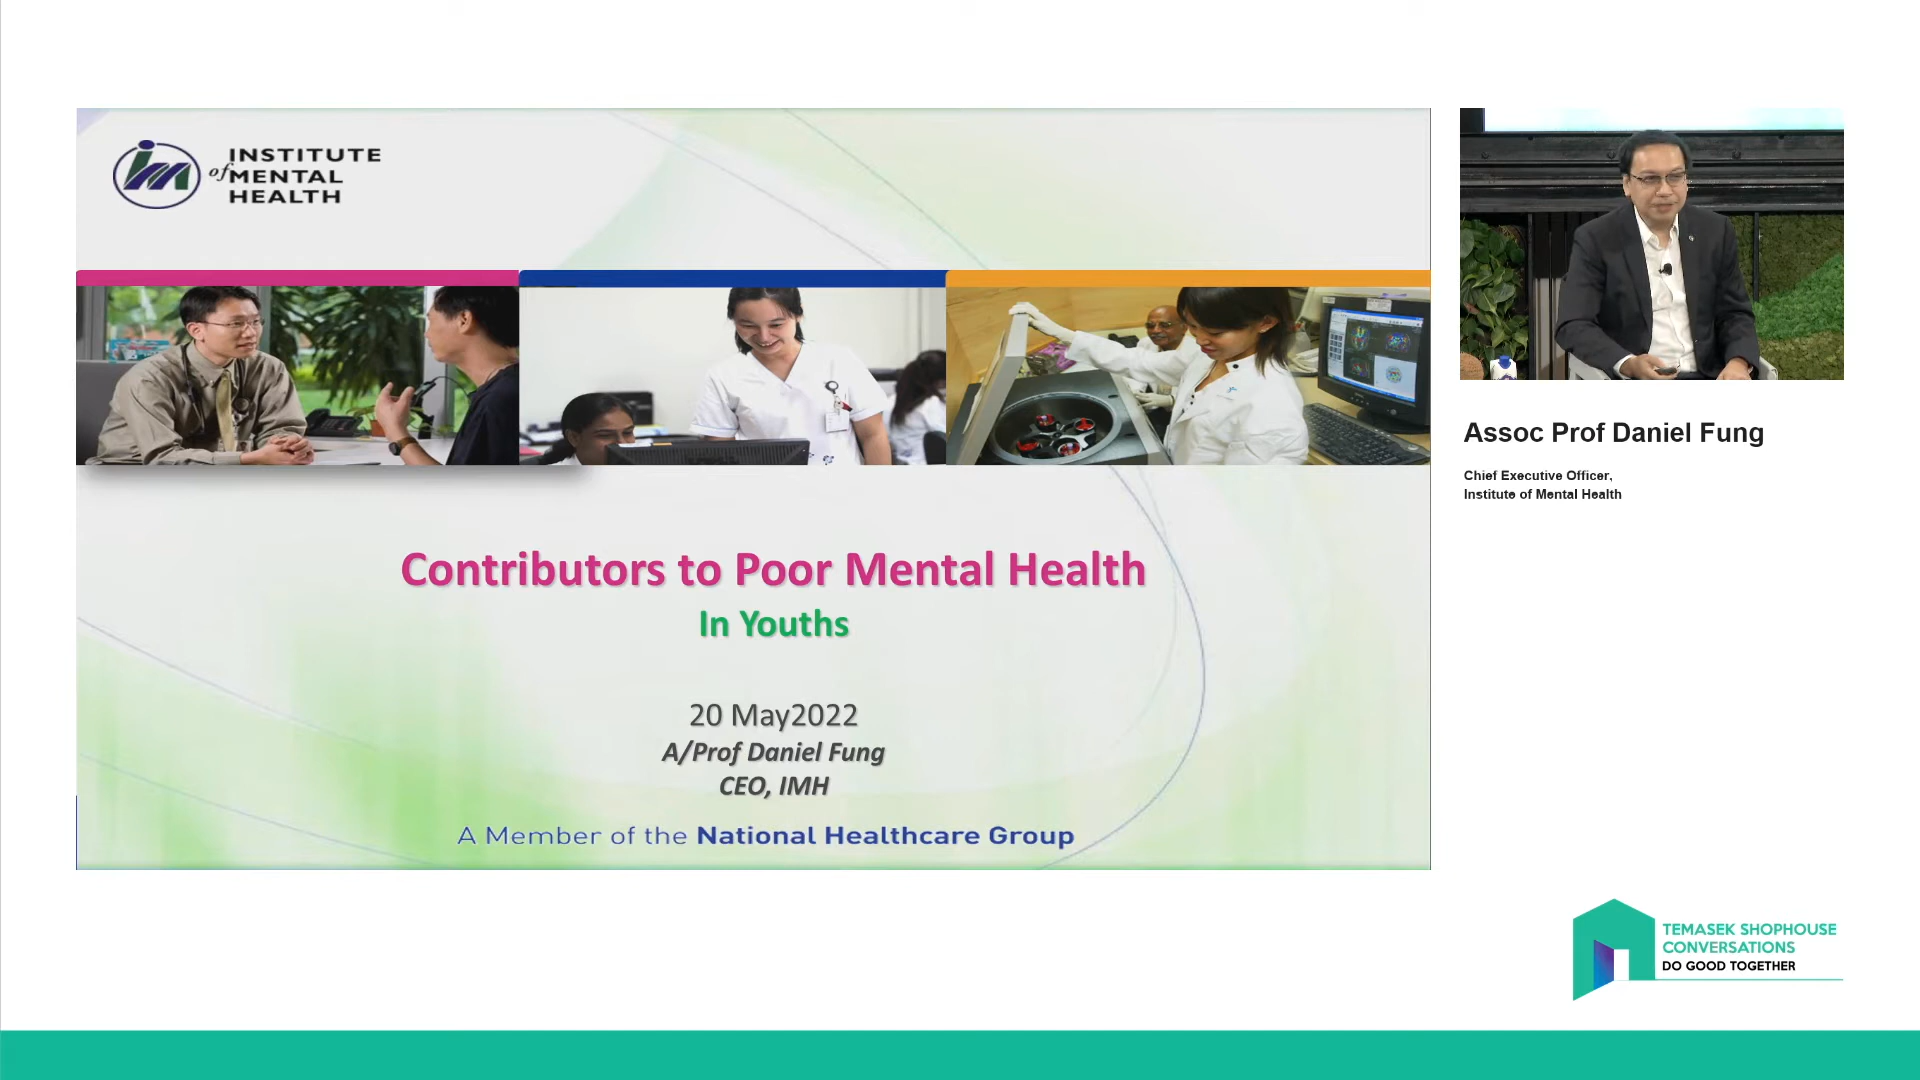 INSTITUTE
of MENTAL
HEALTH
Contributors to Poor Mental Health
In Youths
20 May2022
A/Prof Daniel Fung
CEO, IMH
A Member of the National Healthcare Group
Assoc Prof Daniel Fung
Chief Executive Officer,
Institute of Mental Health
TEMASEK SHOPHOUSE
CONVERSATIONS
DO GOOD TOGETHER